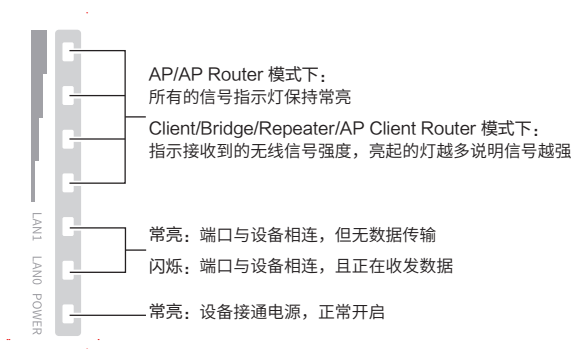 AP/AP Router 模式下：
所有的信号指示灯保持常亮
Client/Bridge/Repeater/AP Client Router 模式下：
指示接收到的无线信号强度，亮起的灯越多说明信号越强
LAN1
常亮：端口与设备相连，但无数据传输
LAN0
闪烁：端口与设备相连，且正在收发数据
POWER
常亮：设备接通电源，正常开启